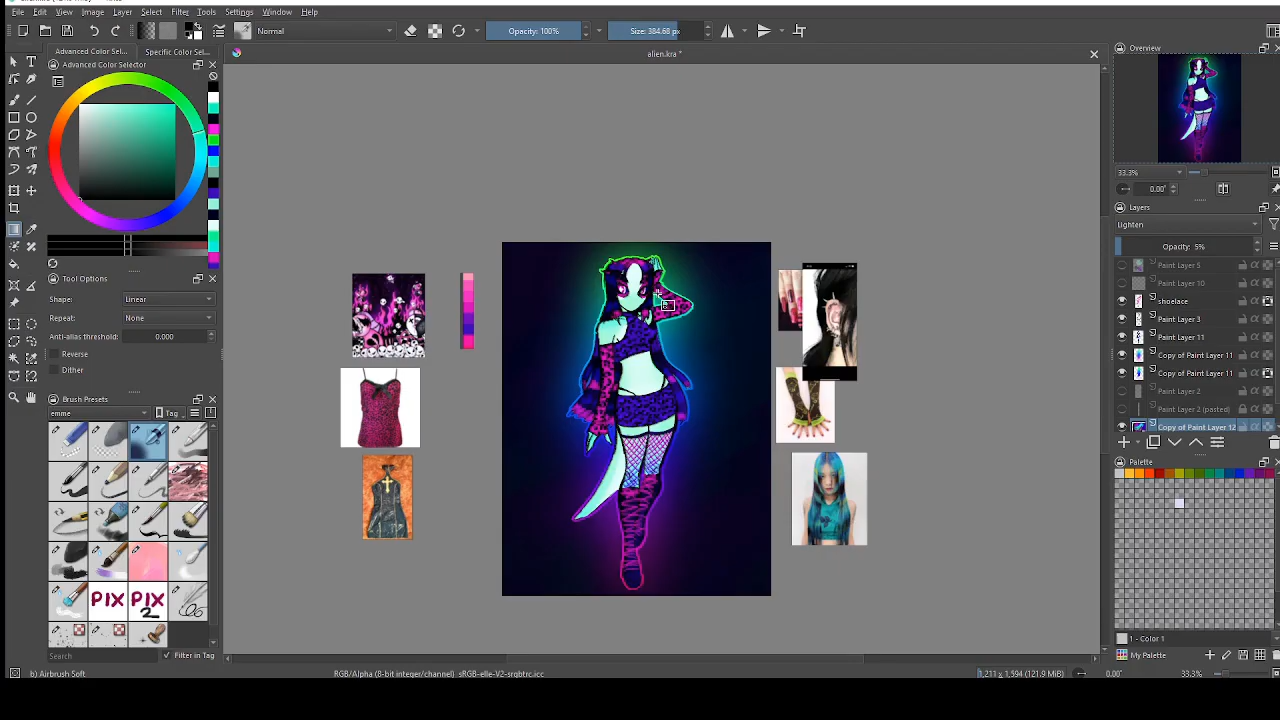 File Edit View Image Layer Select Filter Tools Settings Window Help
Normal
Opacity: 100%
Size: 384.68 px
Advanced Color Sel...
Specific Color Sel...
alien.kra *
Overview
Advanced Color Selector
33.3%
0.00°
Layers
Lighten
Opacity: 5%
Paint Layer 5
Paint Layer 10
shoelace
Paint Layer 3
Paint Layer 11
Copy of Paint Layer 11
Copy of Paint Layer 11
Paint Layer 2
Paint Layer 2 (pasted)
Copy of Paint Layer 12
Tool Options
Shape: Linear
Repeat: None
Anti-alias threshold: 0.000
Reverse
Dither
Brush Presets
emme
Tag
PIX
PIX
2
Search
Filter in Tag
Palette
1 - Color 1
My Palette
b) Airbrush Soft
RGB/Alpha (8-bit integer/channel) sRGB-elle-V2-srgbtrc.icc
1,211 x 1,594 (121.9 MiB)
0.00°
33.3%